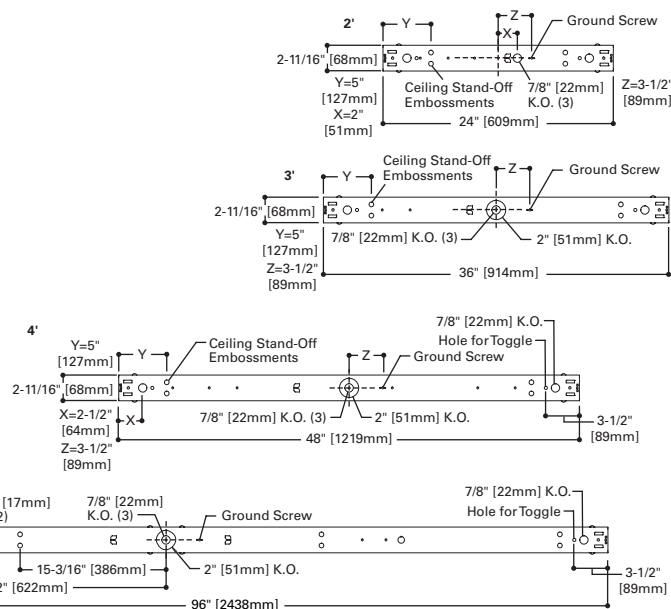 2'
Y
Z
X
Ground Screw
2-11/16" [68mm]
Y=5"
[127mm]
X=2"
[51mm]
Ceiling Stand-Off
Embossments
7/8" [22mm]
K.O. (3)
Z=3-1/2"
[89mm]
24" [609mm]
3'
Y
Ceiling Stand-Off
Embossments
Z
Ground Screw
2-11/16" [68mm]
Y=5"
[127mm]
Z=3-1/2"
[89mm]
7/8" [22mm] K.O. (3)
2" [51mm] K.O.
36" [914mm]
4'
Y=5"
[127mm]
Y
Ceiling Stand-Off
Embossments
Z
Ground Screw
7/8" [22mm] K.O.
Hole for Toggle
2-11/16" [68mm]
X=2-1/2"
[64mm]
Z=3-1/2"
[89mm]
X
7/8" [22mm] K.O. (3)
2" [51mm] K.O.
3-1/2"
[89mm]
48" [1219mm]
[17mm]
2)
7/8" [22mm]
K.O. (3)
Ground Screw
7/8" [22mm] K.O.
Hole for Toggle
15-3/16" [386mm]
2" [51mm] K.O.
2" [622mm]
3-1/2"
[89mm]
96" [2438mm]